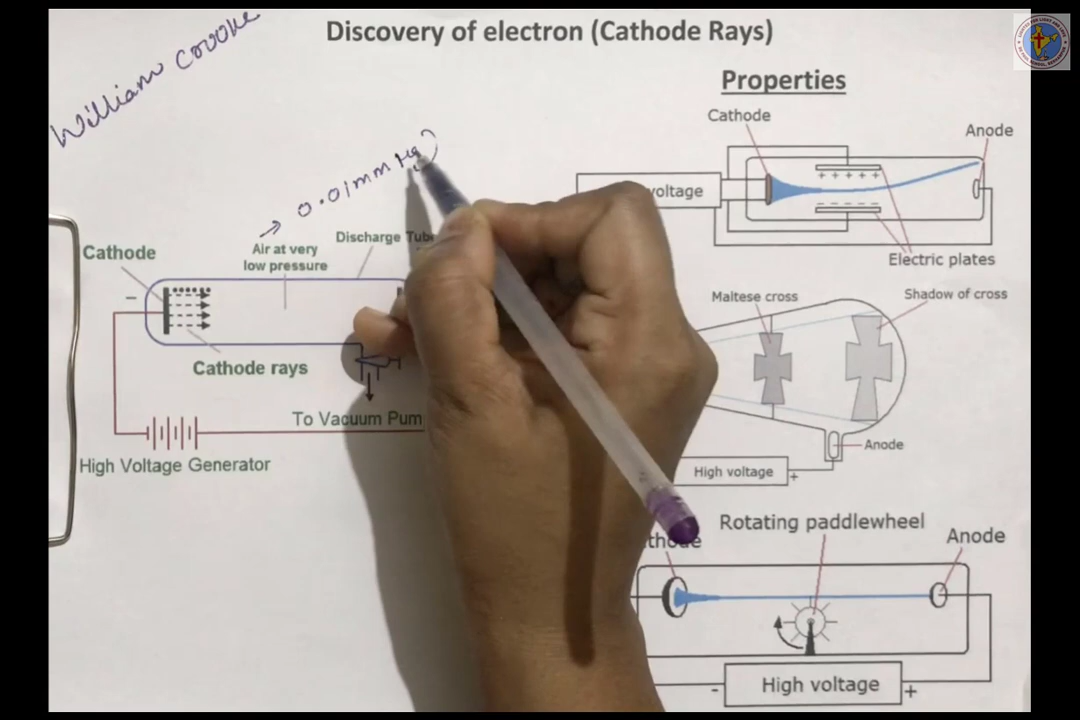 Discovery of electron (Cathode Rays)
William Crooke
Properties
Cathode
Anode
voltage
+ + + + +
Electric plates
→ 0.01mm Hg
Discharge Tub
Air at very
low pressure
Cathode
−
Cathode rays
To Vacuum Pum
High Voltage Generator
Maltese cross
Shadow of cross
Anode
High voltage
+
Rotating paddlewheel
thode
Anode
- High voltage +